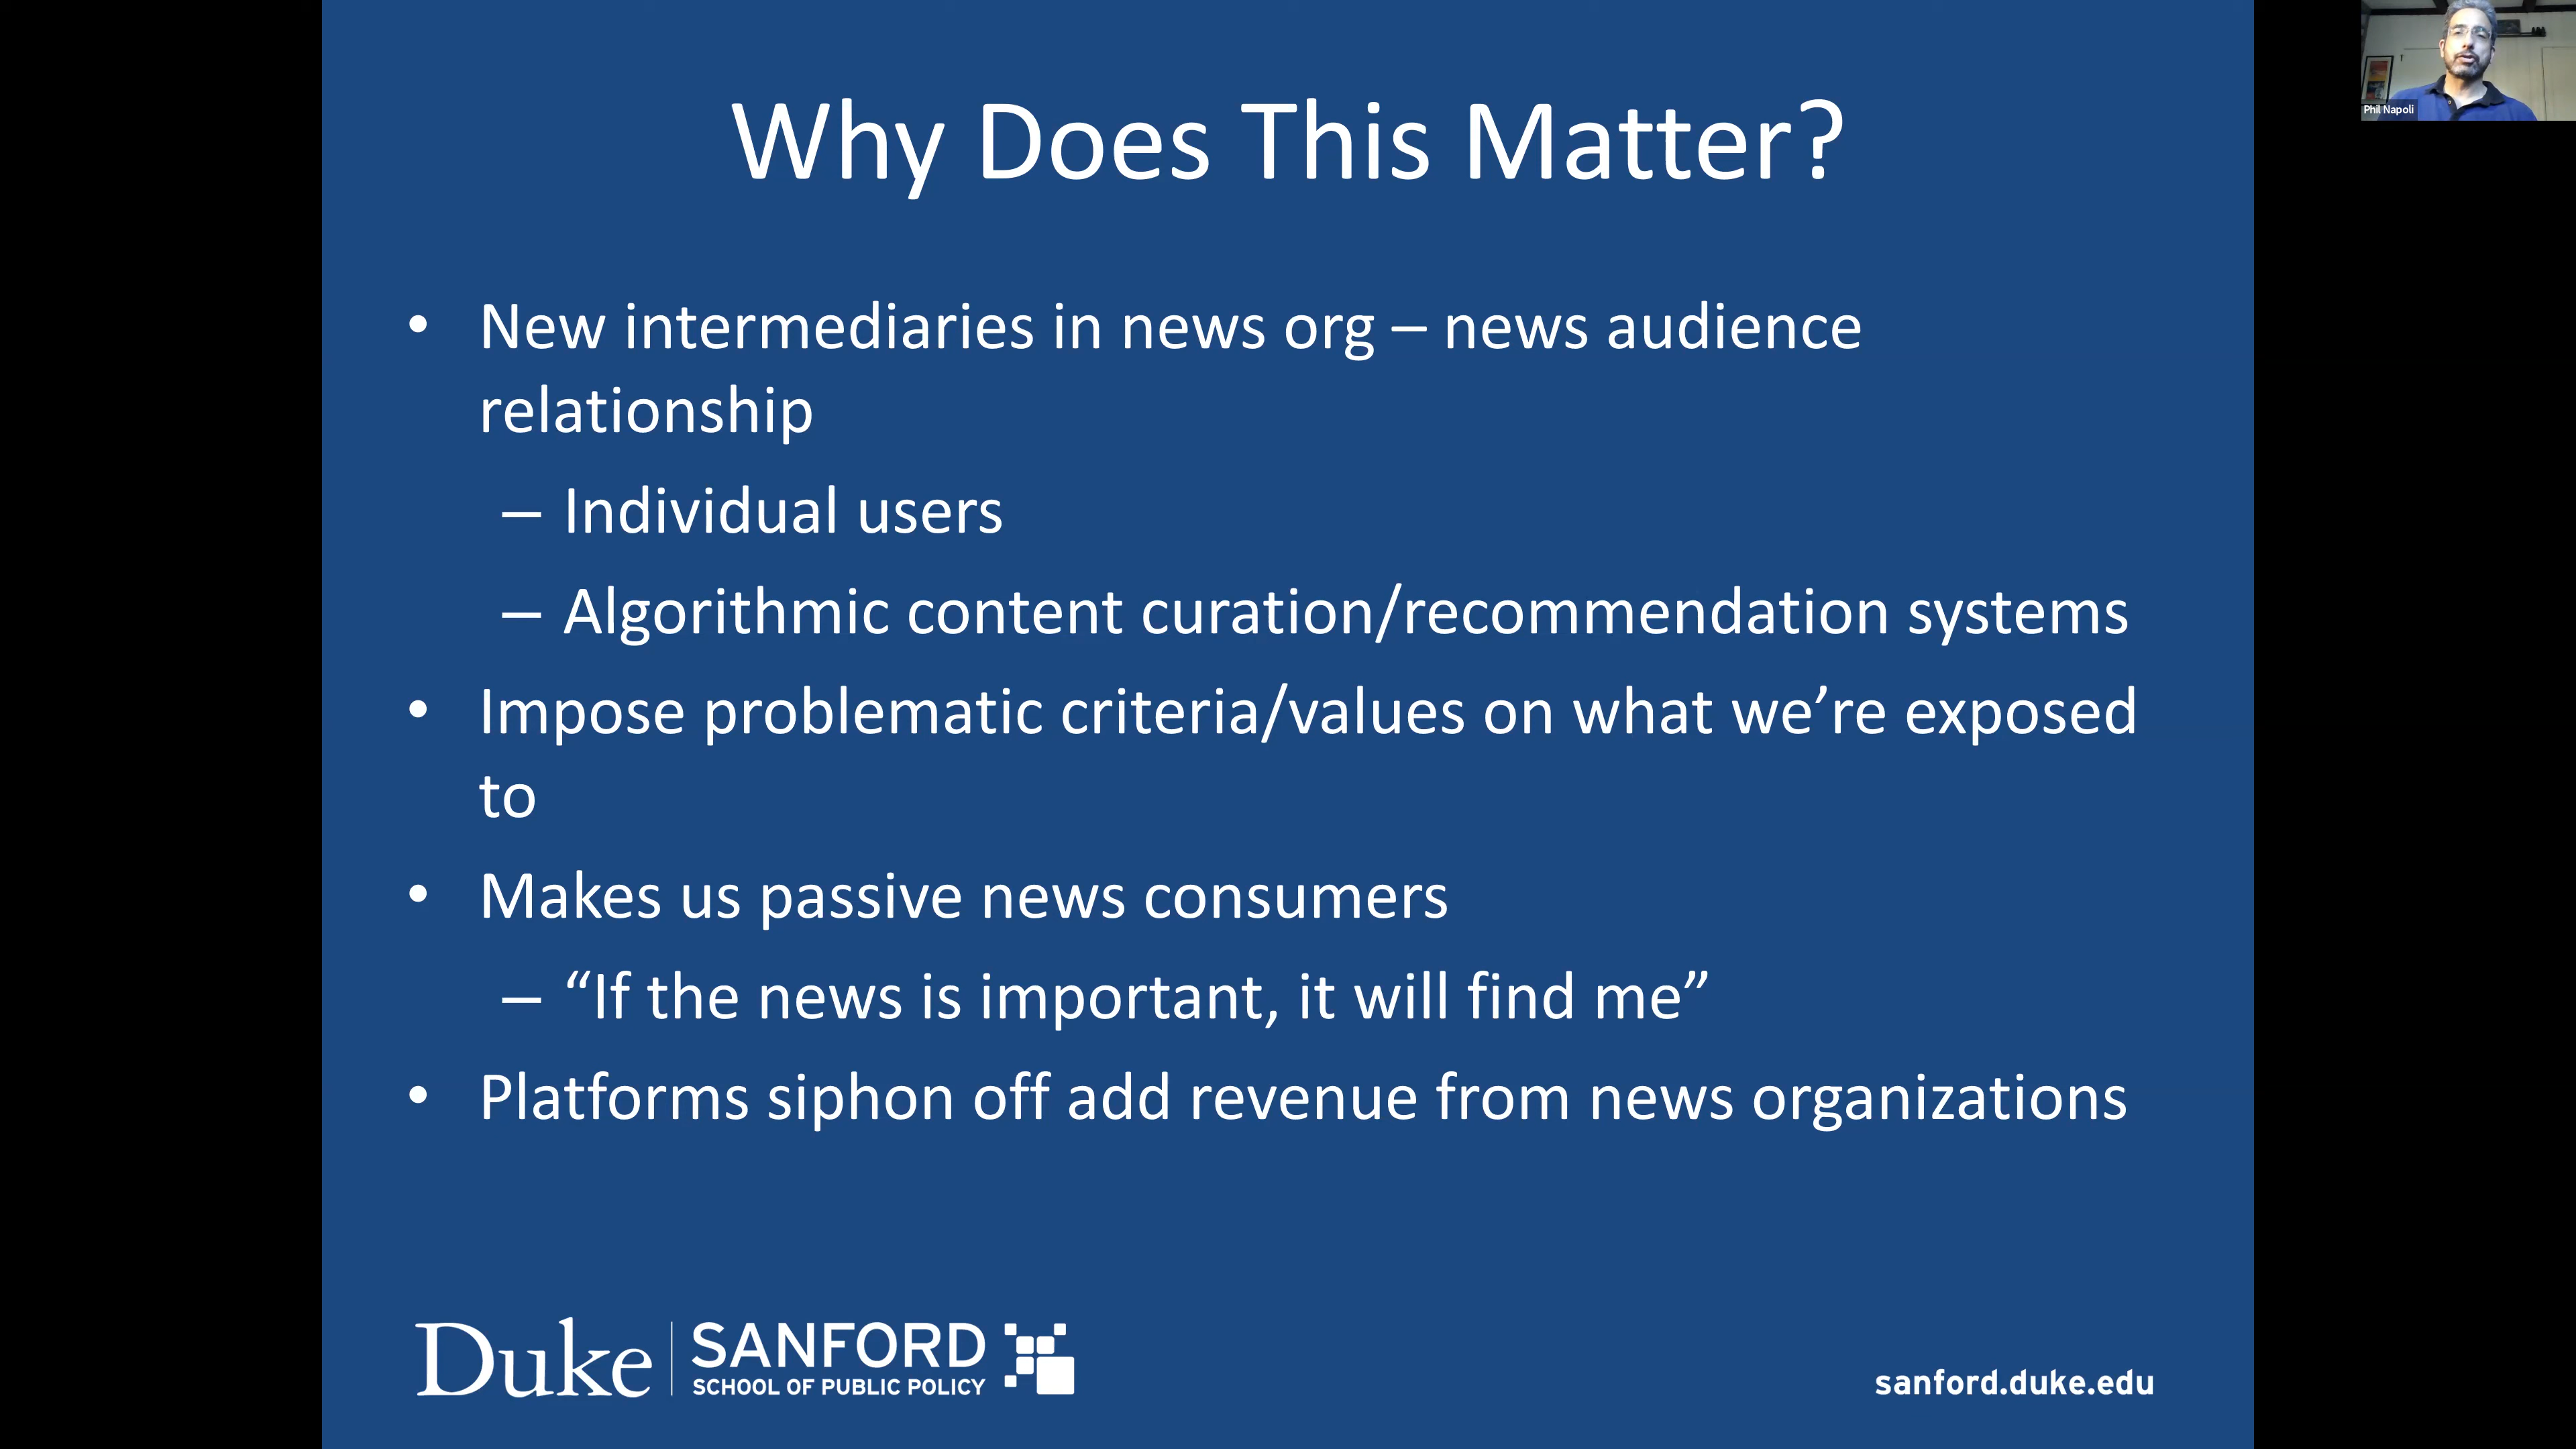 Why Does This Matter?
Phil Napoli
• New intermediaries in news org – news audience
relationship
– Individual users
– Algorithmic content curation/recommendation systems
• Impose problematic criteria/values on what we’re exposed
to
• Makes us passive news consumers
– “If the news is important, it will find me”
• Platforms siphon off add revenue from news organizations
Duke | SANFORD
SCHOOL OF PUBLIC POLICY
sanford.duke.edu